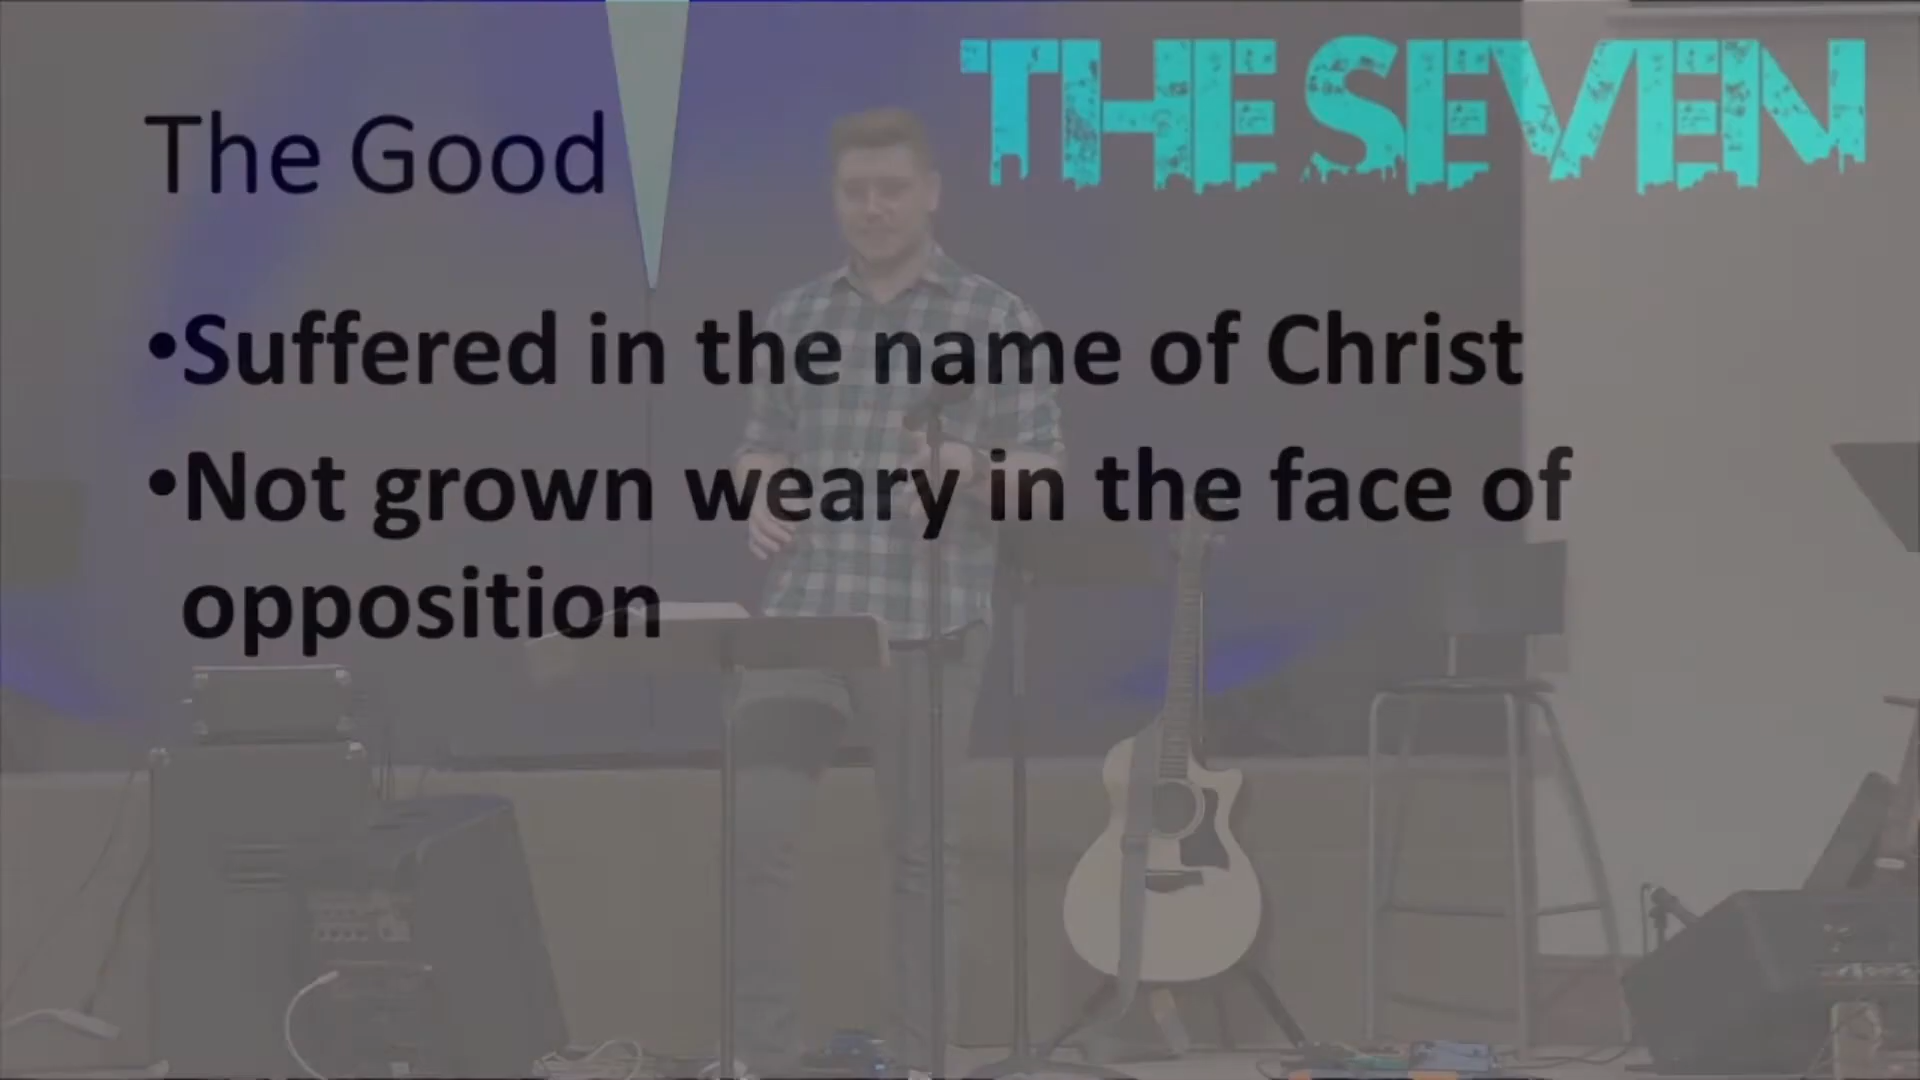 THE SEVEN
The Good
•Suffered in the name of Christ
•Not grown weary in the face of
opposition